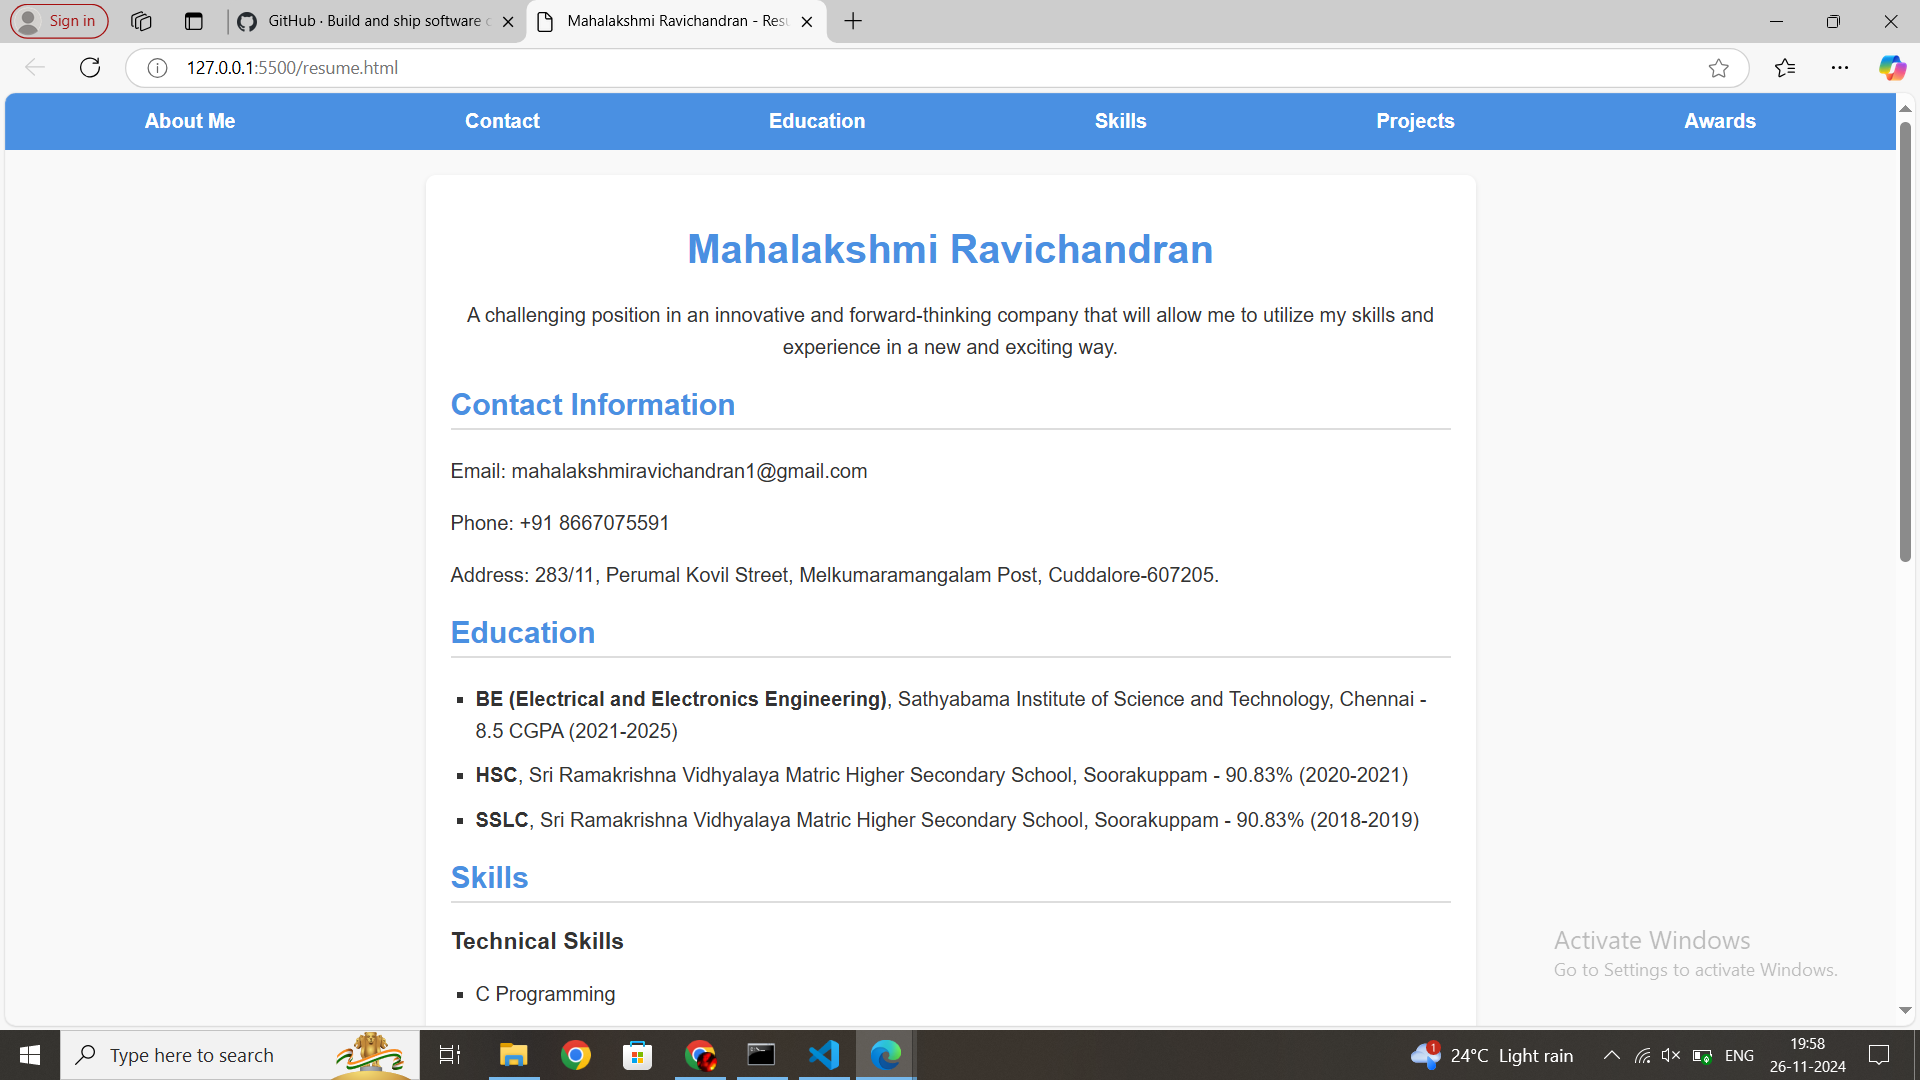 Sign in
GitHub · Build and ship software
Mahalakshmi Ravichandran - Resu
127.0.0.1:5500/resume.html
About Me
Contact
Education
Skills
Projects
Awards
Mahalakshmi Ravichandran
A challenging position in an innovative and forward-thinking company that will allow me to utilize my skills and
experience in a new and exciting way.
Contact Information
Email: mahalakshmiravichandran1@gmail.com
Phone: +91 8667075591
Address: 283/11, Perumal Kovil Street, Melkumaramangalam Post, Cuddalore-607205.
Education
BE (Electrical and Electronics Engineering), Sathyabama Institute of Science and Technology, Chennai -
8.5 CGPA (2021-2025)
HSC, Sri Ramakrishna Vidhyalaya Matric Higher Secondary School, Soorakuppam - 90.83% (2020-2021)
SSLC, Sri Ramakrishna Vidhyalaya Matric Higher Secondary School, Soorakuppam - 90.83% (2018-2019)
Skills
Technical Skills
C Programming
Activate Windows
Go to Settings to activate Windows.
Type here to search
1
24°C Light rain
ENG
19:58
26-11-2024